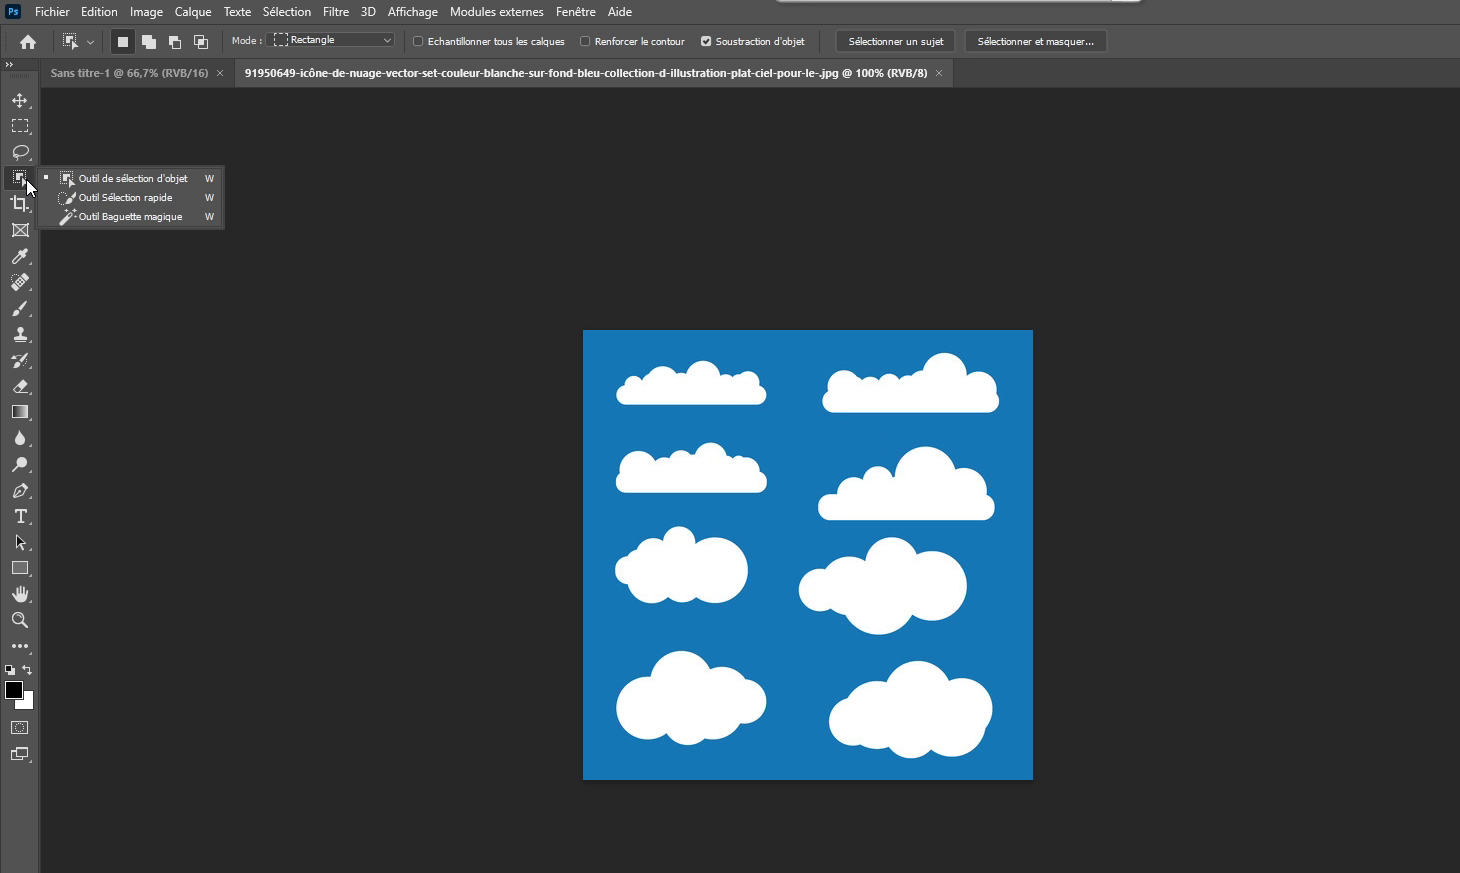 Ps Fichier Edition Image Calque Texte Sélection Filtre 3D Affichage Modules externes Fenêtre Aide
Mode : Rectangle Echantillonner tous les calques Renforcer le contour Soustraction d'objet Sélectionner un sujet Sélectionner et masquer...
Sans titre-1 @ 66,7% (RVB/16) × 91950649-icône-de-nuage-vector-set-couleur-blanche-sur-fond-bleu-collection-d-illustration-plat-ciel-pour-le-.jpg @ 100% (RVB/8) ×
Outil de sélection d'objet W
Outil Sélection rapide W
Outil Baguette magique W